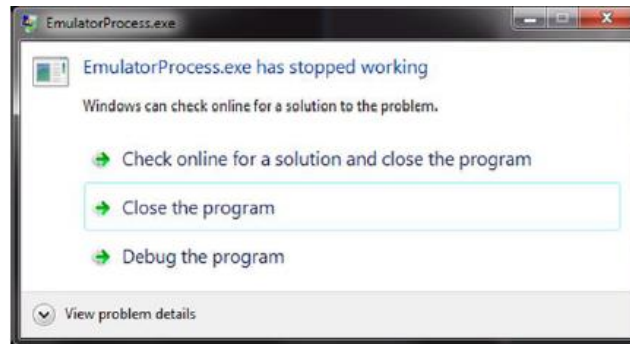 EmulatorProcess.exe
EmulatorProcess.exe has stopped working
Windows can check online for a solution to the problem.
Check online for a solution and close the program
Close the program
Debug the program
View problem details